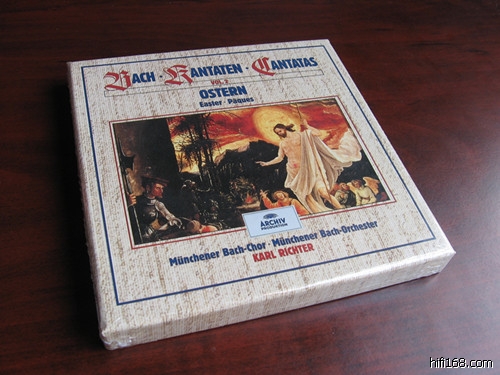 BACH · KANTATEN · CANTATAS
VOL.2
OSTERN
Easter · Pâques
ARCHIV
PRODUKTION
Münchener Bach-Chor · Münchener Bach-Orchester
KARL RICHTER
hifi168.com